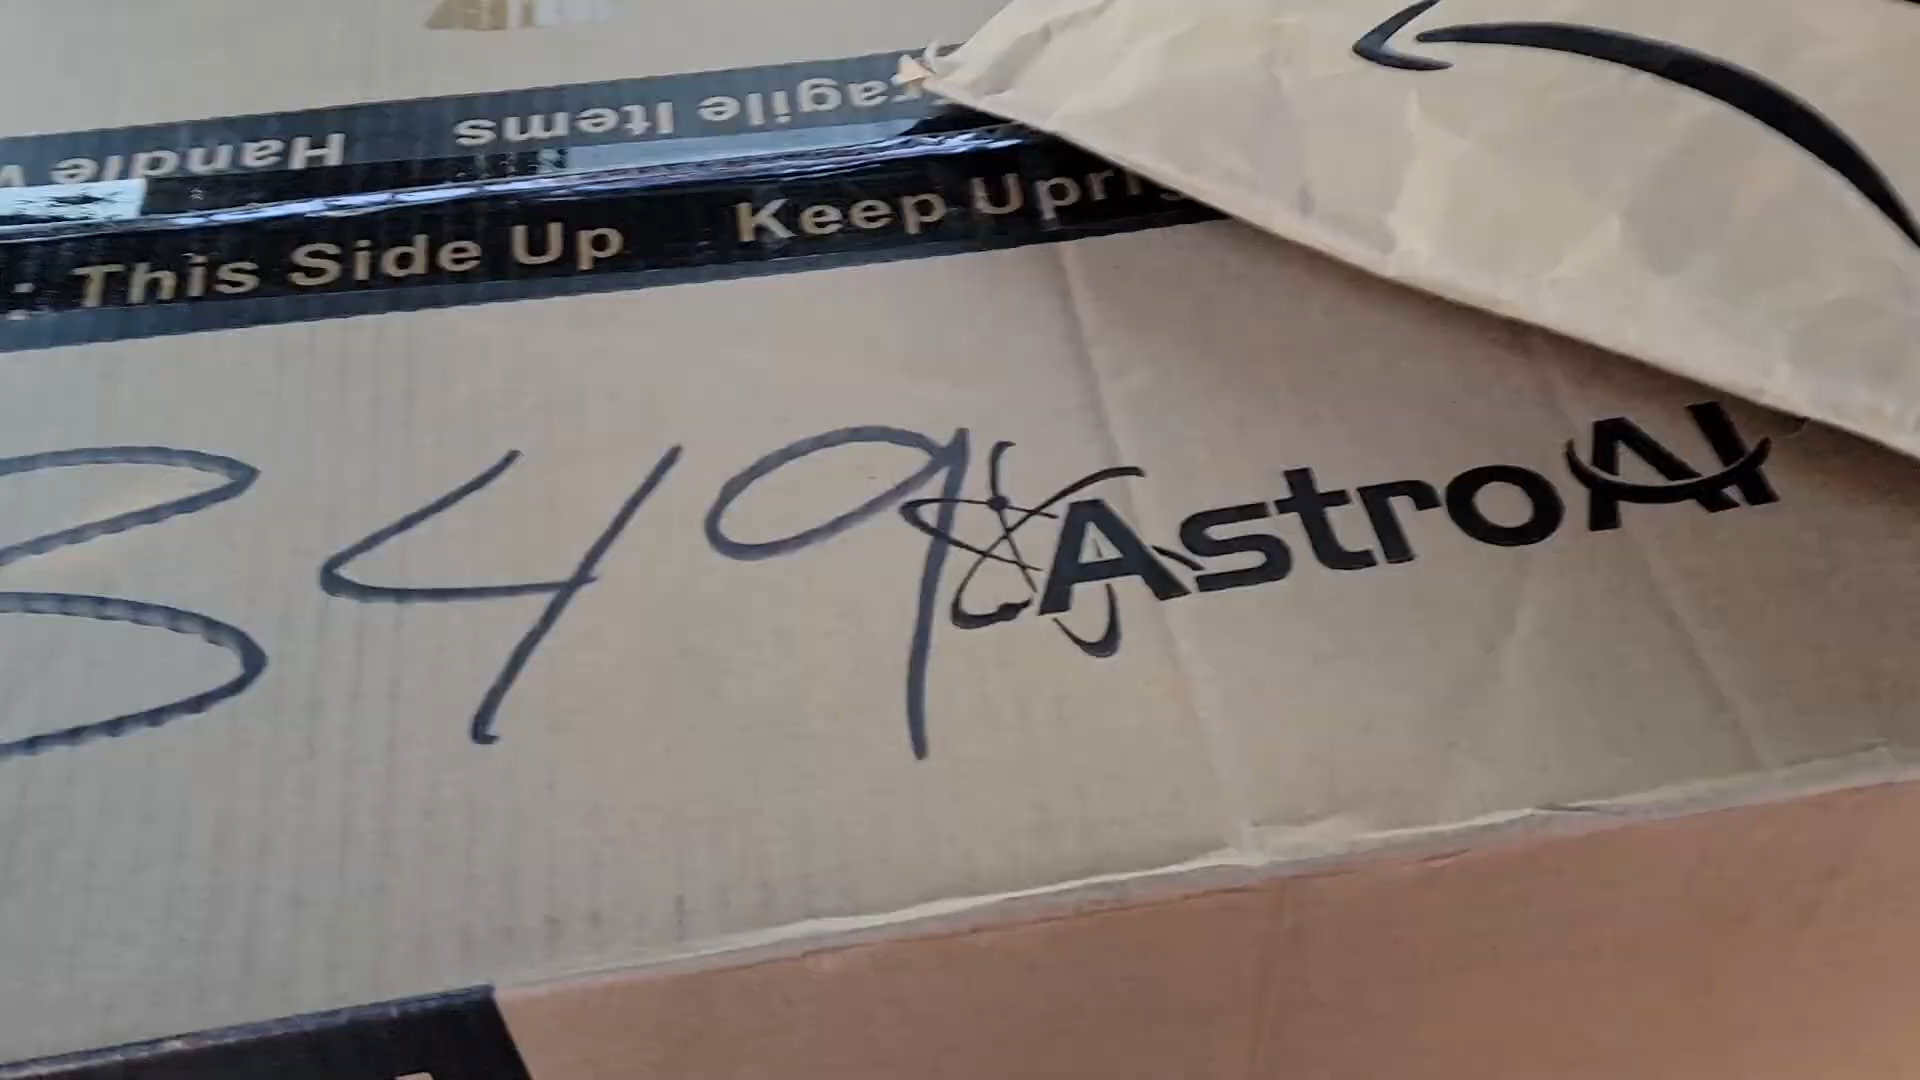 Handle
Fragile Items
: This Side Up Keep Upri
349
AstroAI